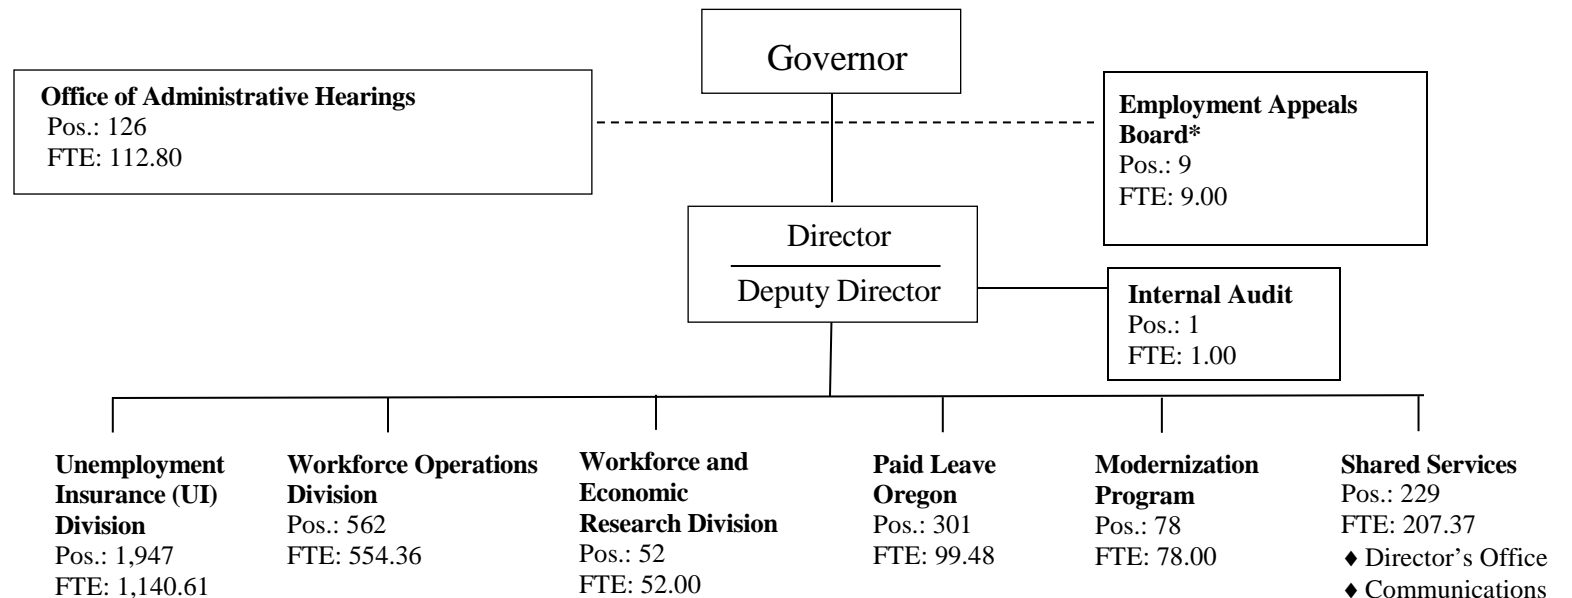 Governor
Office of Administrative Hearings
Pos.: 126
FTE: 112.80
Employment Appeals
Board*
Pos.: 9
FTE: 9.00
Director
Deputy Director
Internal Audit
Pos.: 1
FTE: 1.00
Unemployment
Insurance (UI)
Division
Pos.: 1,947
FTE: 1,140.61
Workforce Operations
Division
Pos.: 562
FTE: 554.36
Workforce and
Economic
Research Division
Pos.: 52
FTE: 52.00
Paid Leave
Oregon
Pos.: 301
FTE: 99.48
Modernization
Program
Pos.: 78
FTE: 78.00
Shared Services
Pos.: 229
FTE: 207.37
♦ Director’s Office
♦ Communications